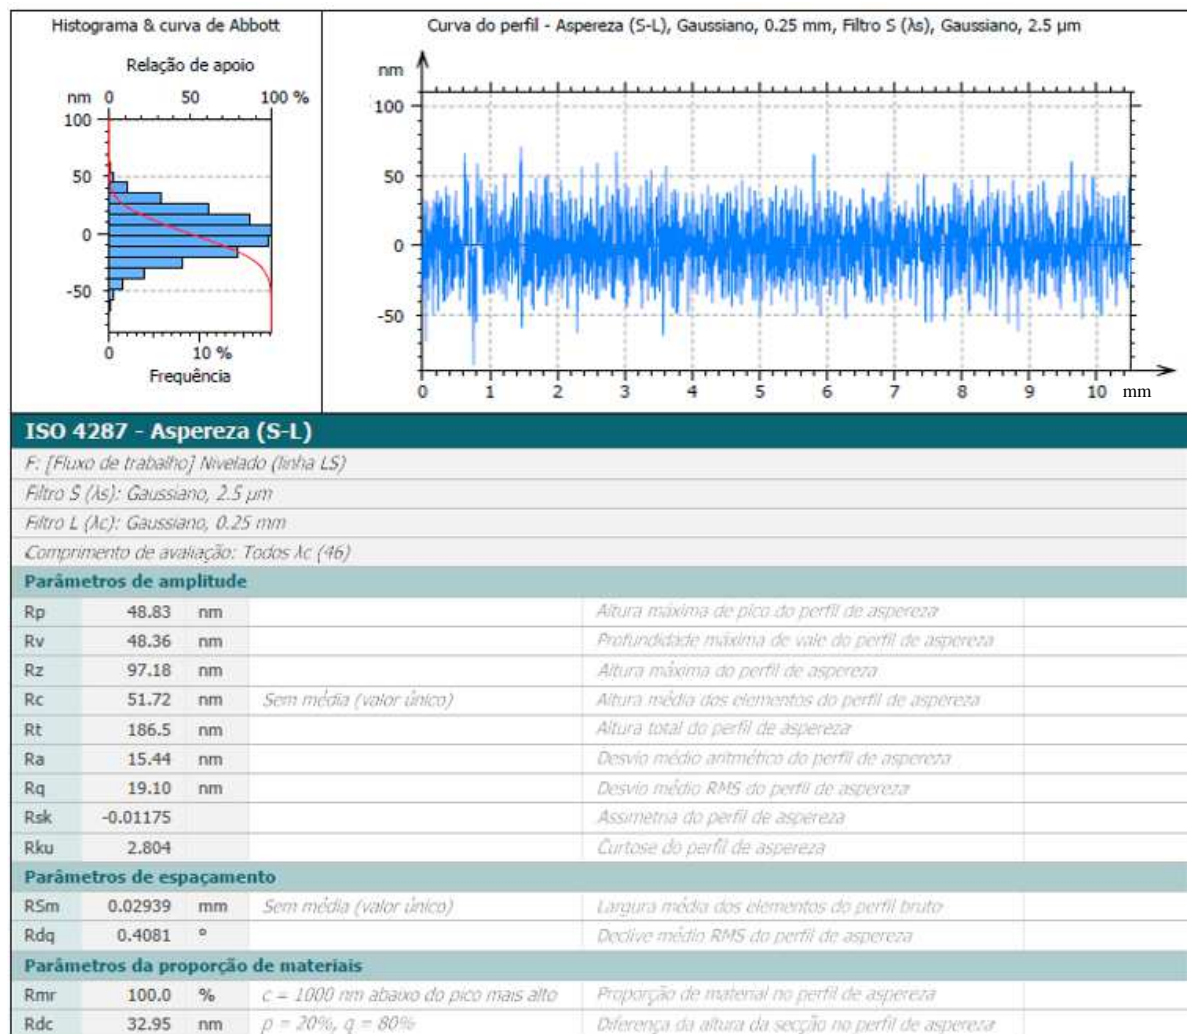 Histograma & curva de Abbott
Relação de apoio
nm 0 50 100 %
100
50
0
-50
0 10 %
Frequência
Curva do perfil - Aspereza (S-L), Gaussiano, 0.25 mm, Filtro S (λs), Gaussiano, 2.5 µm
nm
100
50
0
-50
0 1 2 3 4 5 6 7 8 9 10 mm
ISO 4287 - Aspereza (S-L)
F: [Fluxo de trabalho] Nivelado (linha LS)
Filtro S (λs): Gaussiano, 2.5 µm
Filtro L (λc): Gaussiano, 0.25 mm
Comprimento de avaliação: Todos λc (46)
Parâmetros de amplitude
Rp 48.83 nm Altura máxima de pico do perfil de aspereza
Rv 48.36 nm Profundidade máxima de vale do perfil de aspereza
Rz 97.18 nm Altura máxima do perfil de aspereza
Rc 51.72 nm Sem média (valor único) Altura média dos elementos do perfil de aspereza
Rt 186.5 nm Altura total do perfil de aspereza
Ra 15.44 nm Desvio médio aritmético do perfil de aspereza
Rq 19.10 nm Desvio médio RMS do perfil de aspereza
Rsk -0.01175 Assimetria do perfil de aspereza
Rku 2.804 Curtose do perfil de aspereza
Parâmetros de espaçamento
RSm 0.02939 mm Sem média (valor único) Largura média dos elementos do perfil bruto
Rdq 0.4081 ° Declive médio RMS do perfil de aspereza
Parâmetros da proporção de materiais
Rmr 100.0 % c = 1000 nm abaixo do pico mais alto Proporção de material no perfil de aspereza
Rdc 32.95 nm p = 20%, q = 80% Diferença da altura da secção no perfil de aspereza